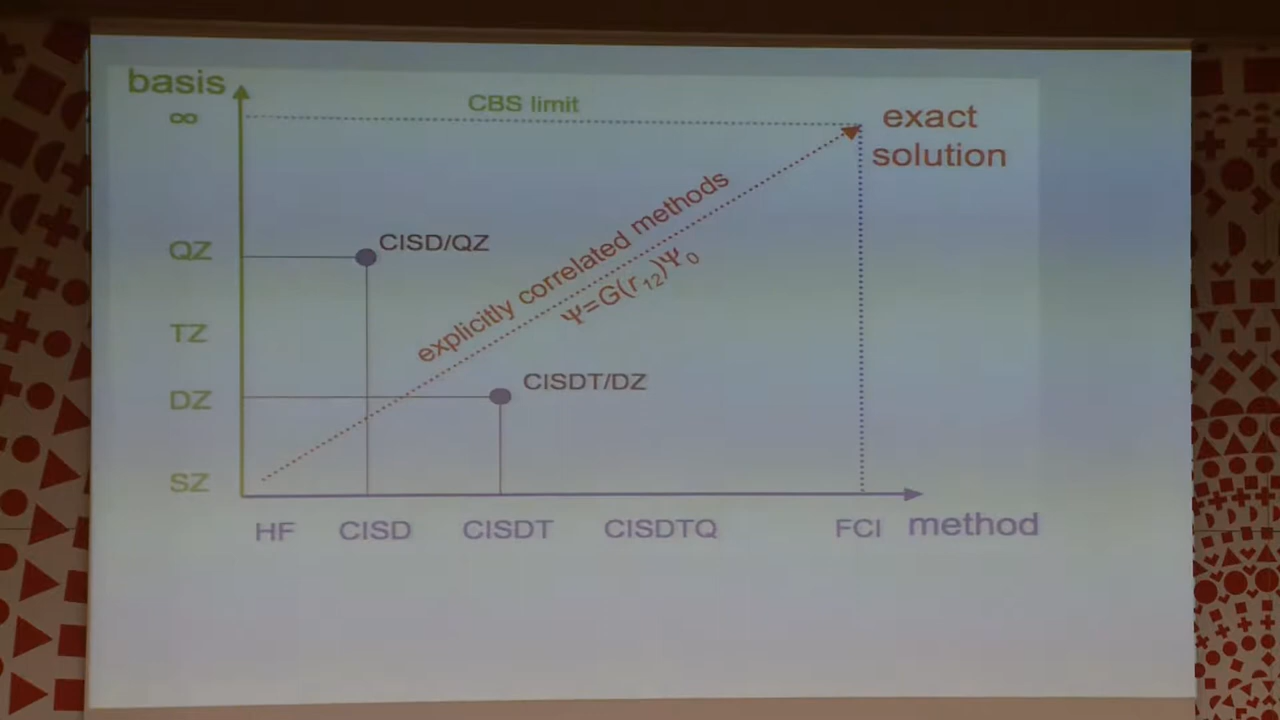 basis
∞
CBS limit
exact
solution
QZ
CISD/QZ
explicitly correlated methods
Ψ=G(r₁₂)Ψ₀
TZ
DZ
CISDT/DZ
SZ
HF
CISD
CISDT
CISDTQ
FCI
method